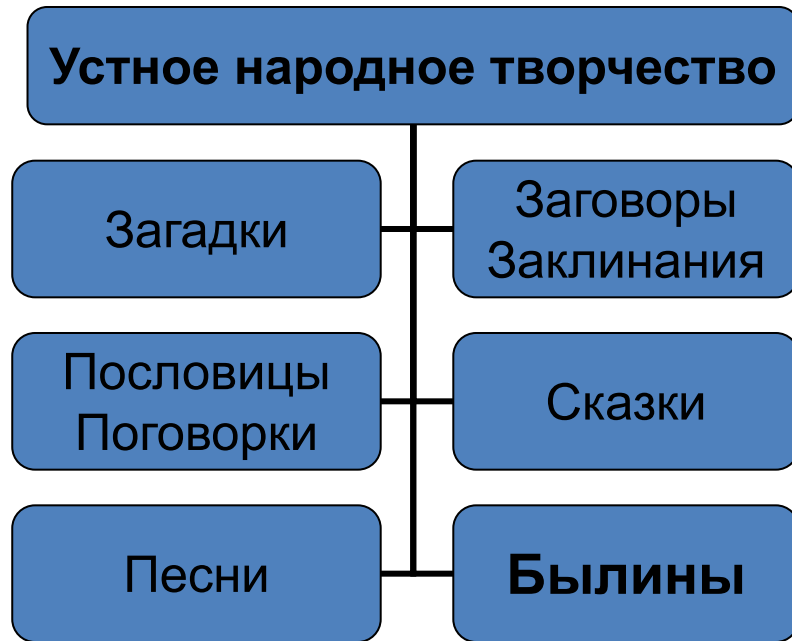 Устное народное творчество
Загадки
Заговоры
Заклинания
Пословицы
Поговорки
Сказки
Песни
Былины